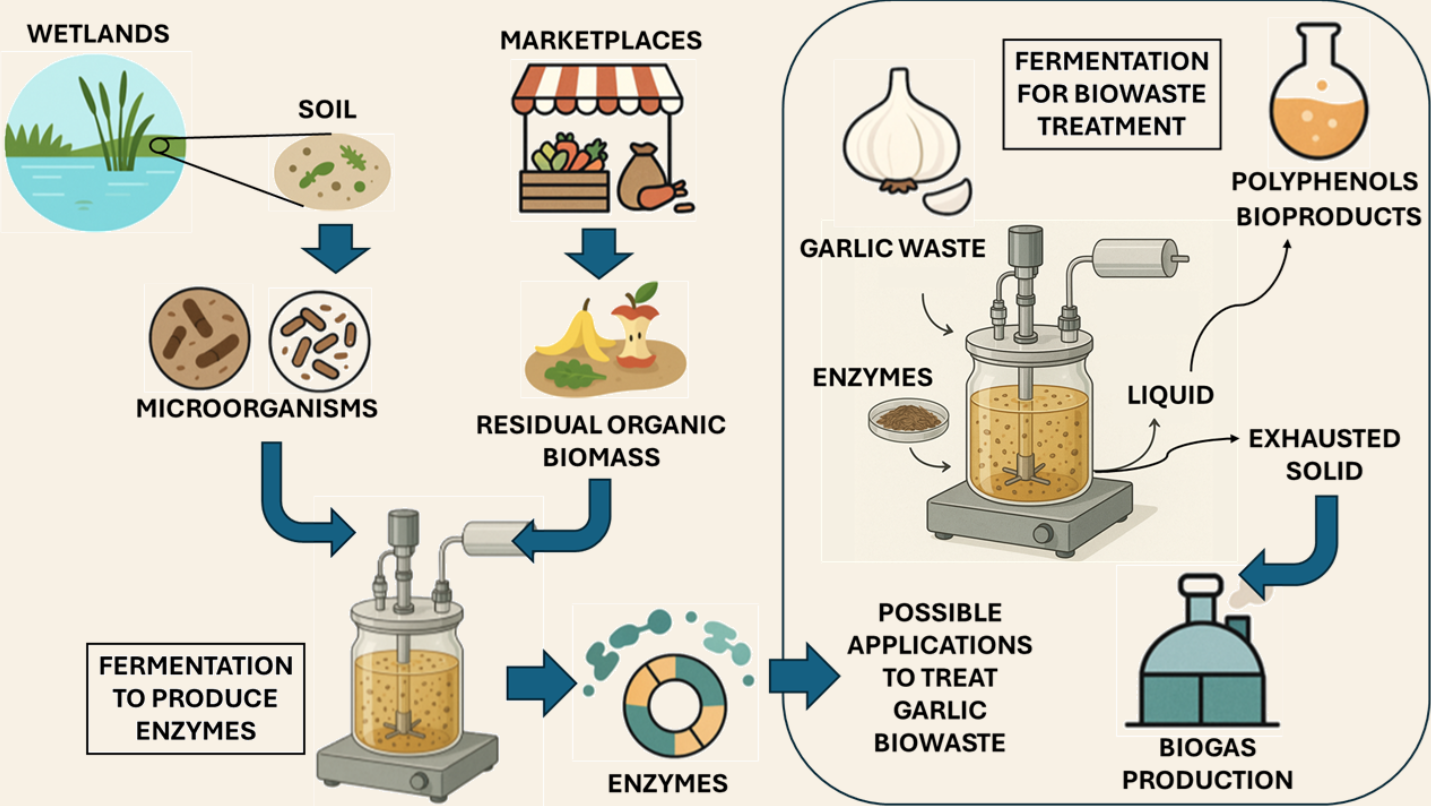 WETLANDS
SOIL
MICROORGANISMS
MARKETPLACES
RESIDUAL ORGANIC
BIOMASS
FERMENTATION
TO PRODUCE
ENZYMES
ENZYMES
POSSIBLE
APPLICATIONS
TO TREAT
GARLIC
BIOWASTE
FERMENTATION
FOR BIOWASTE
TREATMENT
GARLIC WASTE
ENZYMES
LIQUID
POLYPHENOLS
BIOPRODUCTS
EXHAUSTED
SOLID
BIOGAS
PRODUCTION